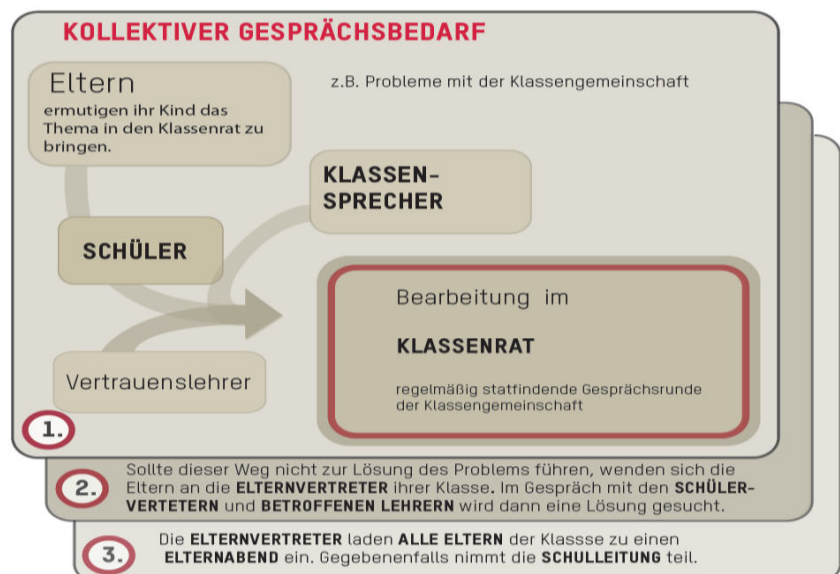 KOLLEKTIVER GESPRÄCHSBEDARF
Eltern
ermutigen ihr Kind das
Thema in den Klassenrat zu
bringen.
z.B. Probleme mit der Klassengemeinschaft
KLASSEN-
SPRECHER
SCHÜLER
Vertrauenslehrer
Bearbeitung im
KLASSENRAT
regelmäßig statfindende Gesprächsrunde
der Klassengemeinschaft
1.
2.
Sollte dieser Weg nicht zur Lösung des Problems führen, wenden sich die
Eltern an die ELTERNVERTRETER ihrer Klasse. Im Gespräch mit den SCHÜLER-
VERTETERN und BETROFFENEN LEHRERN wird dann eine Lösung gesucht.
3.
Die ELTERNVERTRETER laden ALLE ELTERN der Klassse zu einen
ELTERNABEND ein. Gegebenenfalls nimmt die SCHULLEITUNG teil.